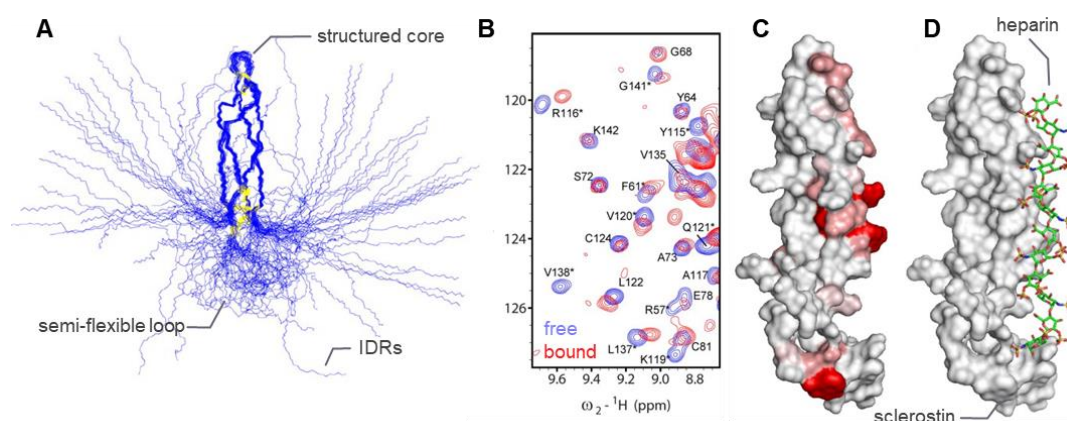 A
structured core
semi-flexible loop
IDRs
B
G68
G141*
R116*
Y64
Y115*
K142
V135
S72
F61*
V120*
Q121*
C124
A73
V138*
L122
A117
E78
R57*
free
bound
L137*
C81
K119*
120
122
124
126
9.6 9.4 9.2 9.0 8.8
ω₂ - ¹H (ppm)
C
D
heparin
sclerostin